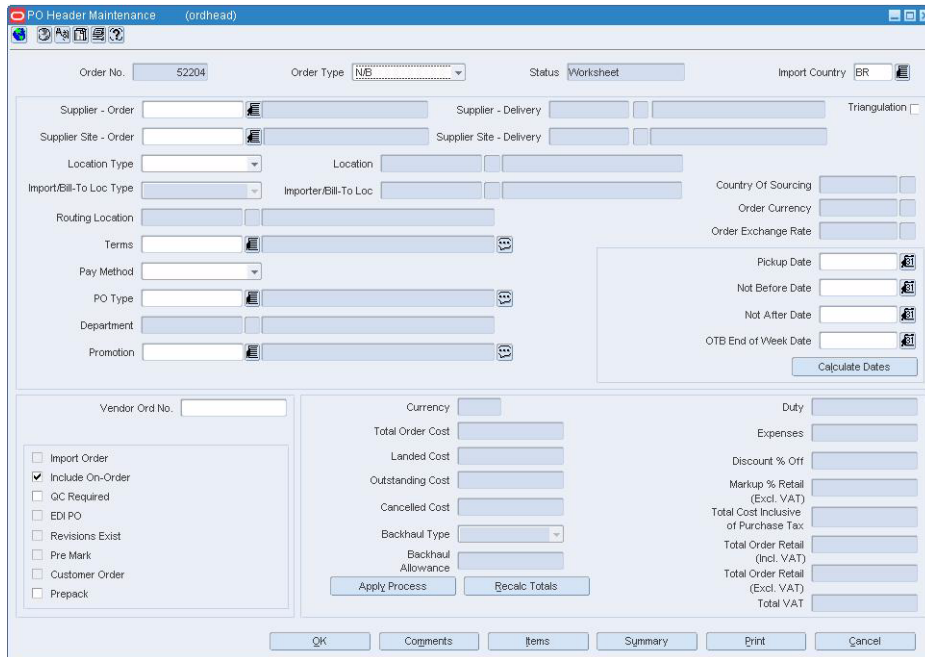 PO Header Maintenance (ordhead)
Order No. 52204 Order Type N/B Status Worksheet Import Country BR
Supplier - Order Supplier - Delivery Triangulation
Supplier Site - Order Supplier Site - Delivery
Location Type Location
Import/Bill-To Loc Type Importer/Bill-To Loc Country Of Sourcing
Order Currency
Routing Location Order Exchange Rate
Terms
Pickup Date
Pay Method
Not Before Date
PO Type
Not After Date
Department
OTB End of Week Date
Promotion
Calculate Dates
Vendor Ord No. Currency Duty
Total Order Cost Expenses
Import Order Landed Cost Discount % Off
Include On-Order Outstanding Cost Markup % Retail
(Excl. VAT)
QC Required Cancelled Cost Total Cost Inclusive
of Purchase Tax
EDI PO
Revisions Exist Backhaul Type Total Order Retail
(Incl. VAT)
Pre Mark Backhaul
Allowance
Customer Order Total Order Retail
(Excl. VAT)
Prepack Apply Process Recalc Totals Total VAT
OK Comments Items Summary Print Cancel